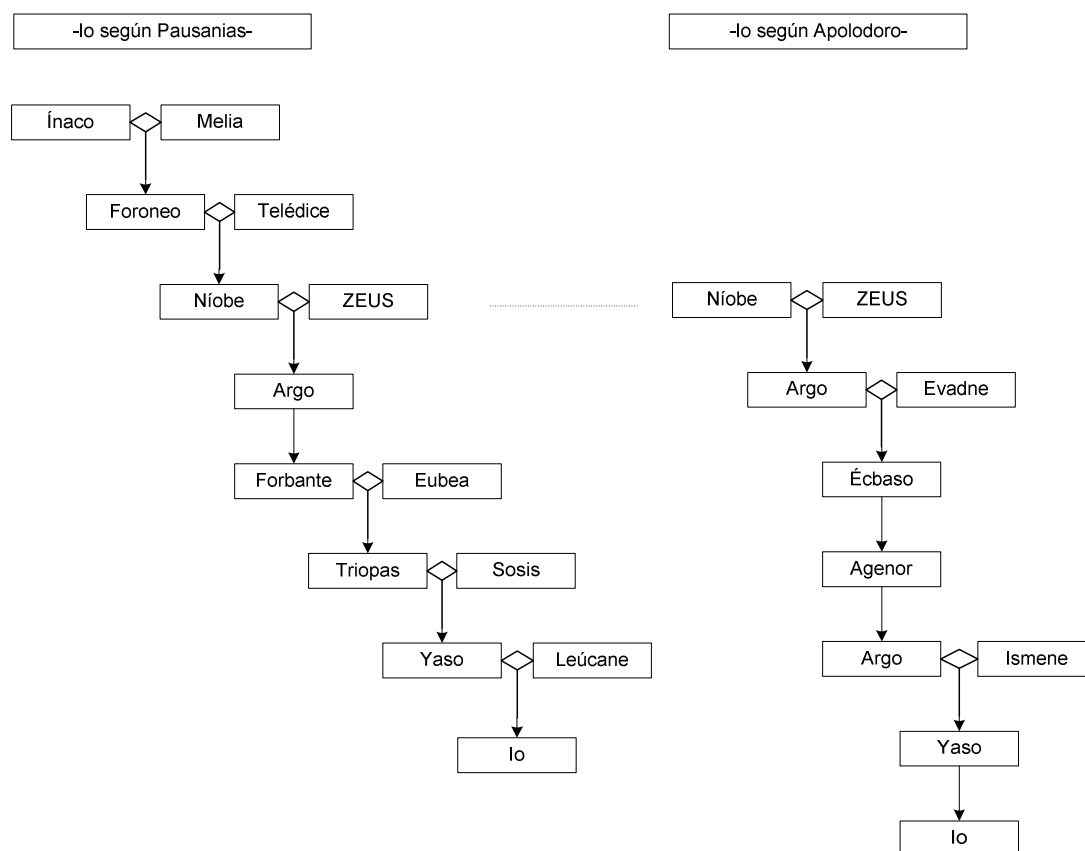 -Io según Pausanias-
-Io según Apolodoro-
Ínaco
Melia
Foroneo
Telédice
Níobe
ZEUS
Níobe
ZEUS
Argo
Argo
Evadne
Forbante
Eubea
Écbaso
Triopas
Sosis
Agenor
Yaso
Leúcane
Argo
Ismene
Io
Yaso
Io